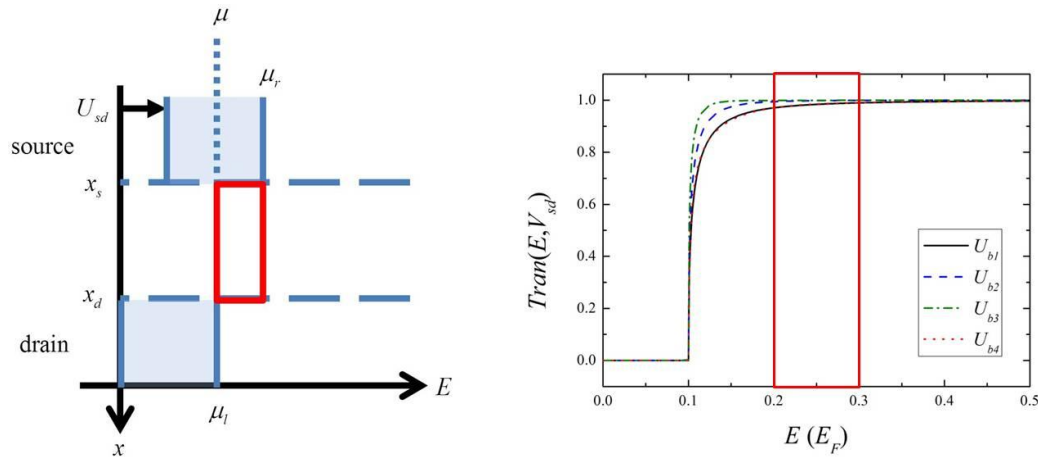 μ
μ_r
U_sd
source
x_s
x_d
drain
E
μ_l
x
Tran(E,V_sd)
1.0
0.8
0.6
0.4
0.2
0.0
U_b1
U_b2
U_b3
U_b4
0.0 0.1 0.2 0.3 0.4 0.5
E (E_F)